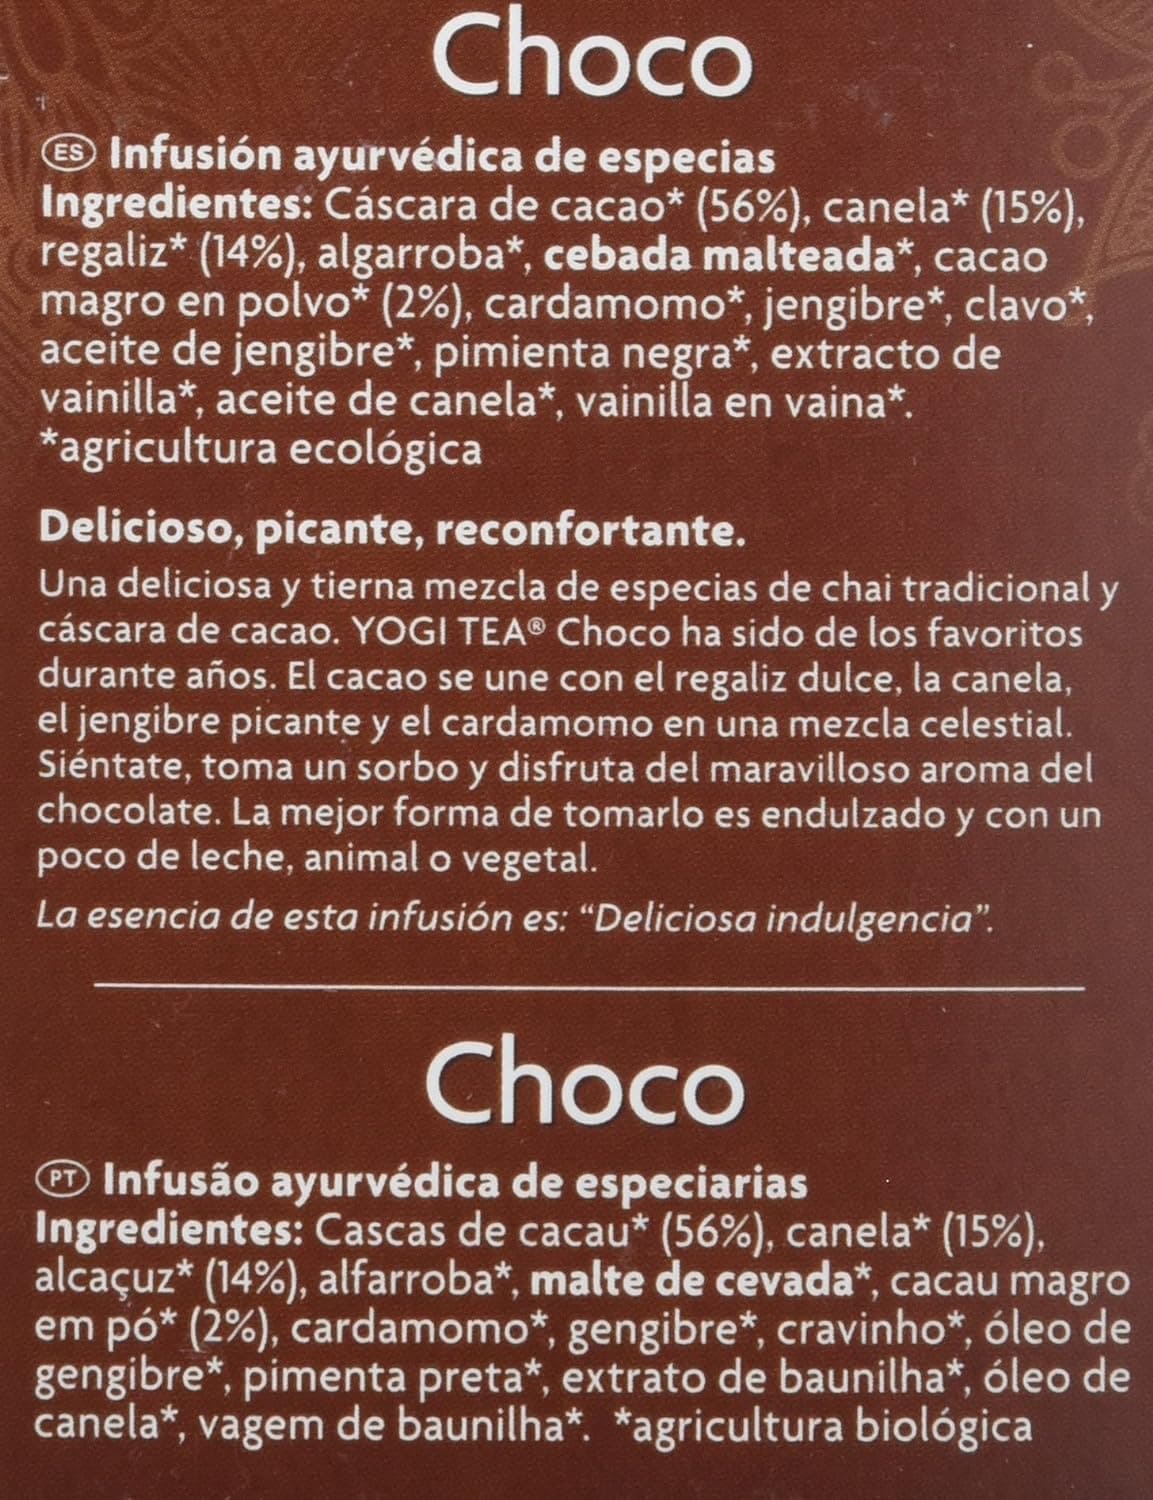 Choco
ES Infusión ayurvédica de especias
Ingredientes: Cáscara de cacao* (56%), canela* (15%),
regaliz* (14%), algarroba*, cebada malteada*, cacao
magro en polvo* (2%), cardamomo*, jengibre*, clavo*,
aceite de jengibre*, pimienta negra*, extracto de
vainilla*, aceite de canela*, vainilla en vaina*.
*agricultura ecológica
Delicioso, picante, reconfortante.
Una deliciosa y tierna mezcla de especias de chai tradicional y
cáscara de cacao. YOGI TEA® Choco ha sido de los favoritos
durante años. El cacao se une con el regaliz dulce, la canela,
el jengibre picante y el cardamomo en una mezcla celestial.
Siéntate, toma un sorbo y disfruta del maravilloso aroma del
chocolate. La mejor forma de tomarlo es endulzado y con un
poco de leche, animal o vegetal.
La esencia de esta infusión es: “Deliciosa indulgencia”.
Choco
PT Infusão ayurvédica de especiarias
Ingredientes: Cascas de cacau* (56%), canela* (15%),
alcaçuz* (14%), alfarroba*, malte de cevada*, cacau magro
em pó* (2%), cardamomo*, gengibre*, cravinho*, óleo de
gengibre*, pimenta preta*, extrato de baunilha*, óleo de
canela*, vagem de baunilha*. *agricultura biológica